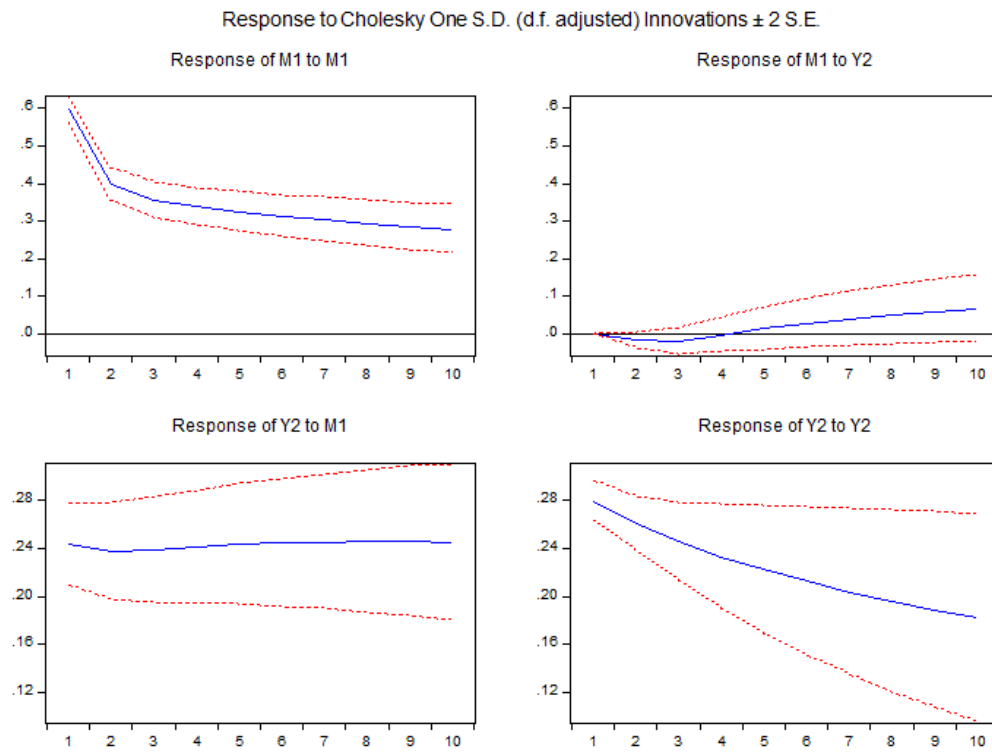 Response to Cholesky One S.D. (d.f. adjusted) Innovations ± 2 S.E.
Response of M1 to M1
.6
.5
.4
.3
.2
.1
.0
1 2 3 4 5 6 7 8 9 10
Response of M1 to Y2
.6
.5
.4
.3
.2
.1
.0
1 2 3 4 5 6 7 8 9 10
Response of Y2 to M1
.28
.24
.20
.16
.12
1 2 3 4 5 6 7 8 9 10
Response of Y2 to Y2
.28
.24
.20
.16
.12
1 2 3 4 5 6 7 8 9 10